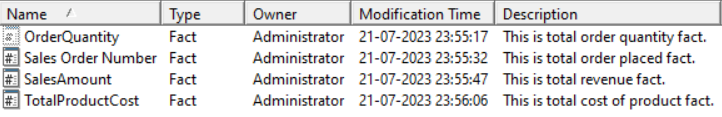 Name Type Owner Modification Time Description
OrderQuantity Fact Administrator 21-07-2023 23:55:17 This is total order quantity fact.
Sales Order Number Fact Administrator 21-07-2023 23:55:32 This is total order placed fact.
SalesAmount Fact Administrator 21-07-2023 23:55:47 This is total revenue fact.
TotalProductCost Fact Administrator 21-07-2023 23:56:06 This is total cost of product fact.